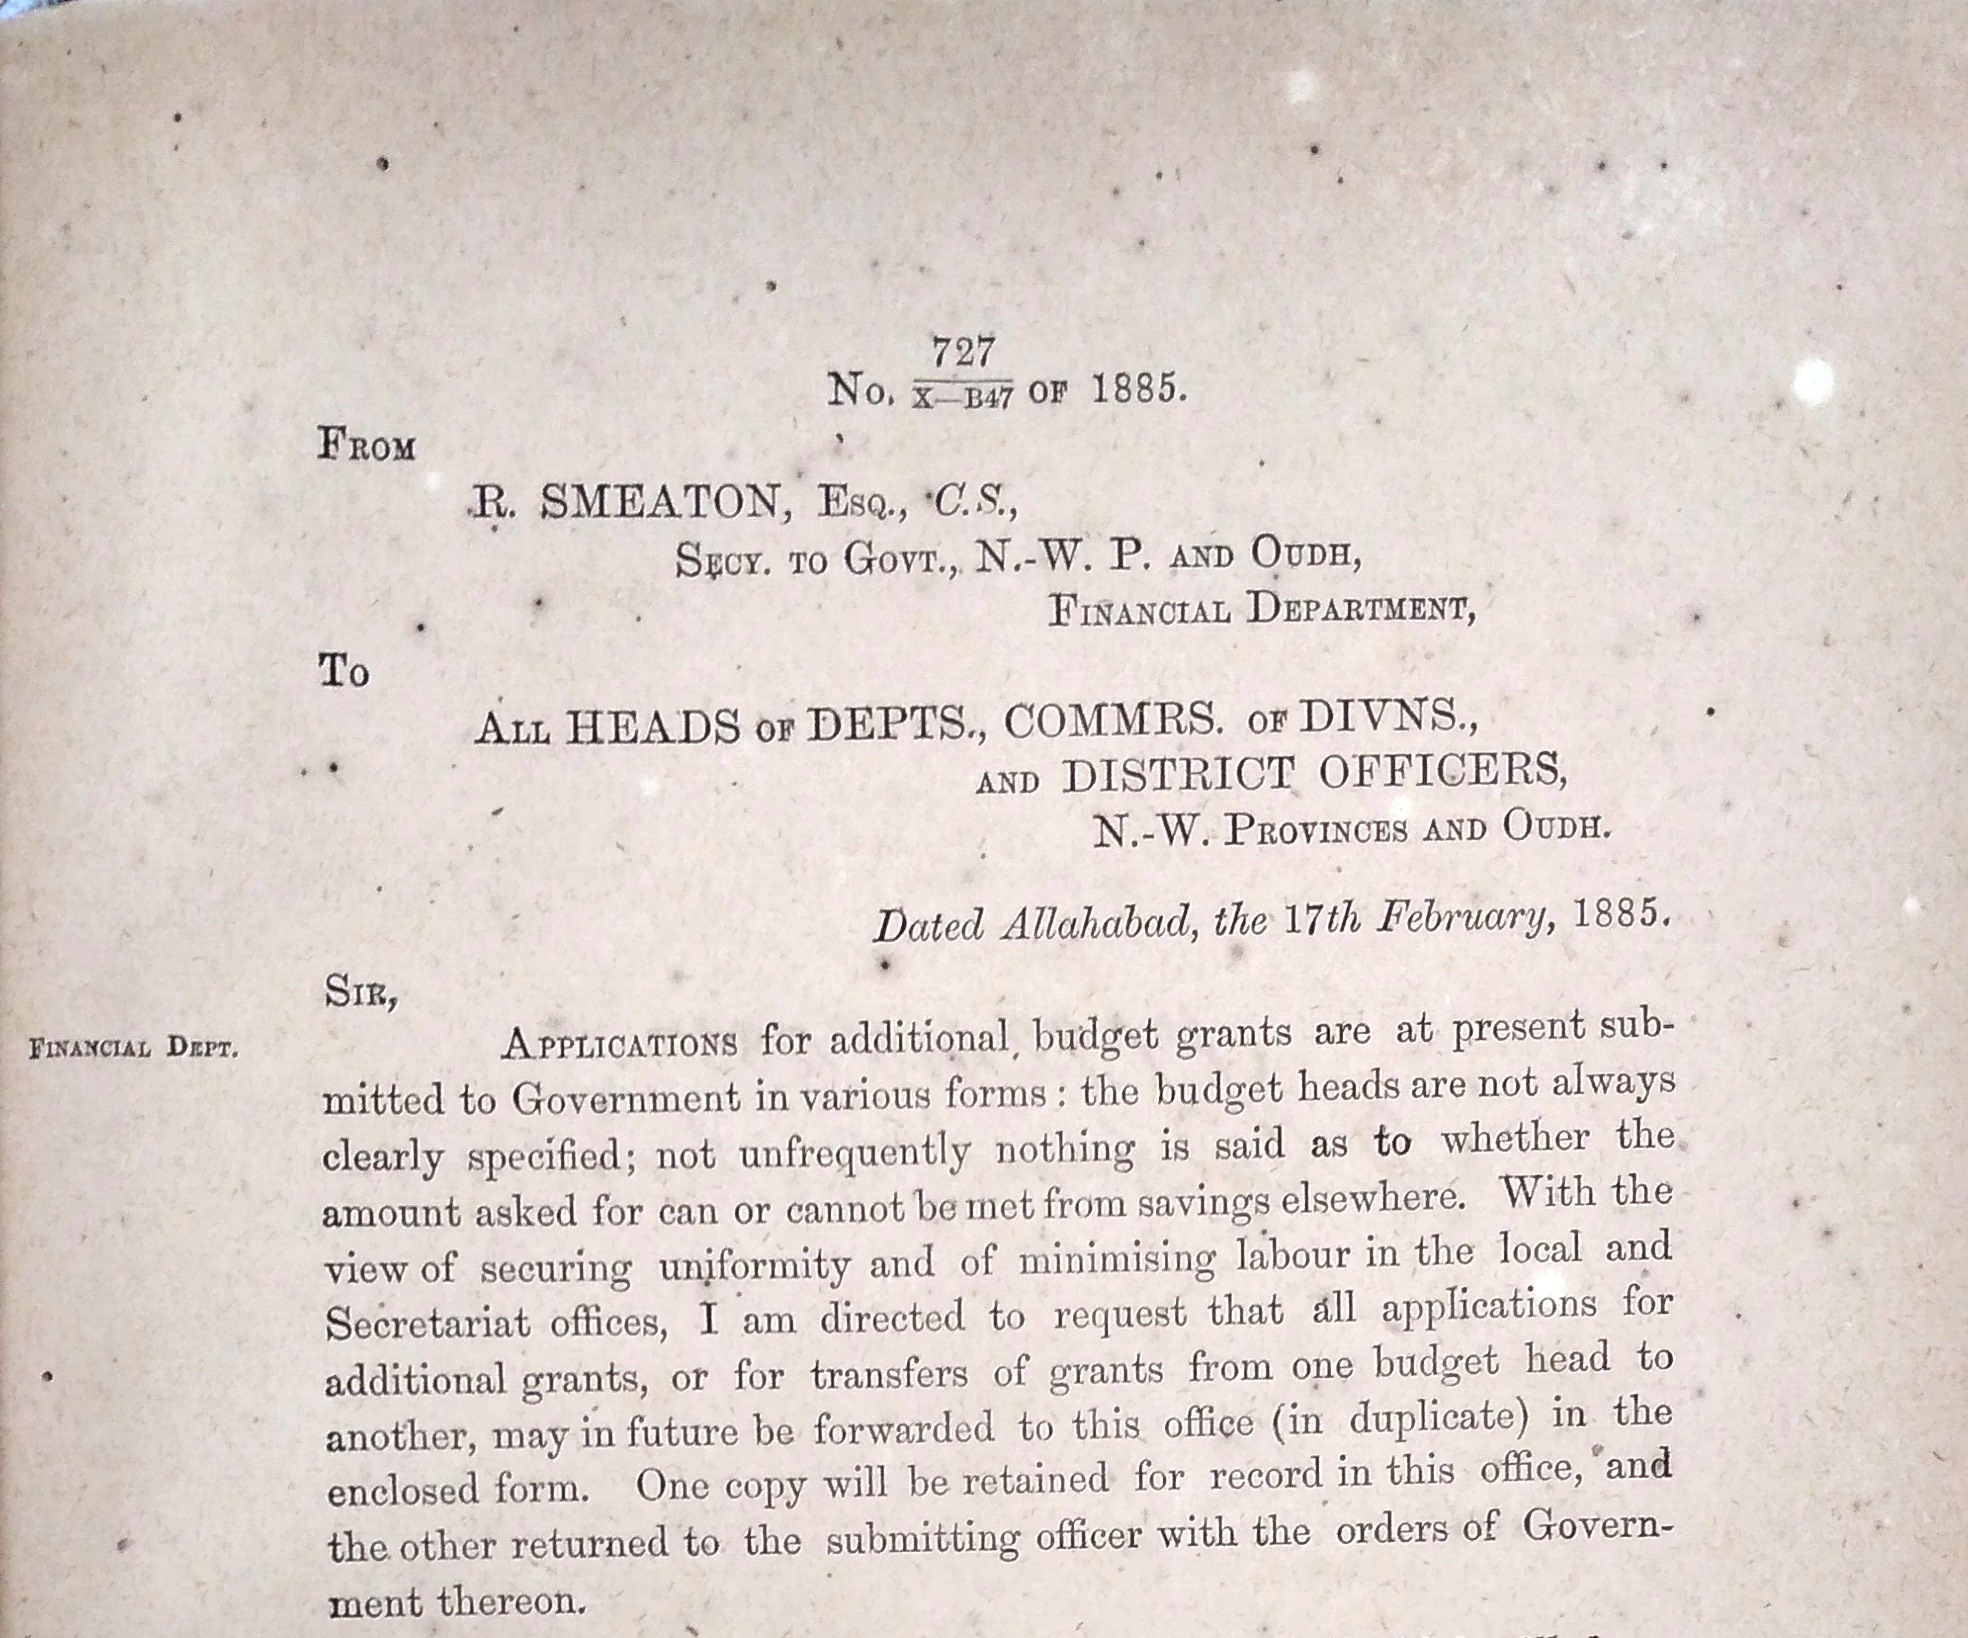 727
No. X—B47 OF 1885.
FROM
R. SMEATON, ESQ., C.S.,
SECY. TO GOVT., N.-W. P. AND OUDH,
FINANCIAL DEPARTMENT,
TO
ALL HEADS OF DEPTS., COMMRS. OF DIVNS.,
AND DISTRICT OFFICERS,
N.-W. PROVINCES AND OUDH.
Dated Allahabad, the 17th February, 1885.
SIR,
FINANCIAL DEPT.
APPLICATIONS for additional budget grants are at present sub-
mitted to Government in various forms : the budget heads are not always
clearly specified; not unfrequently nothing is said as to whether the
amount asked for can or cannot be met from savings elsewhere. With the
view of securing uniformity and of minimising labour in the local and
Secretariat offices, I am directed to request that all applications for
additional grants, or for transfers of grants from one budget head to
another, may in future be forwarded to this office (in duplicate) in the
enclosed form. One copy will be retained for record in this office, and
the other returned to the submitting officer with the orders of Govern-
ment thereon.